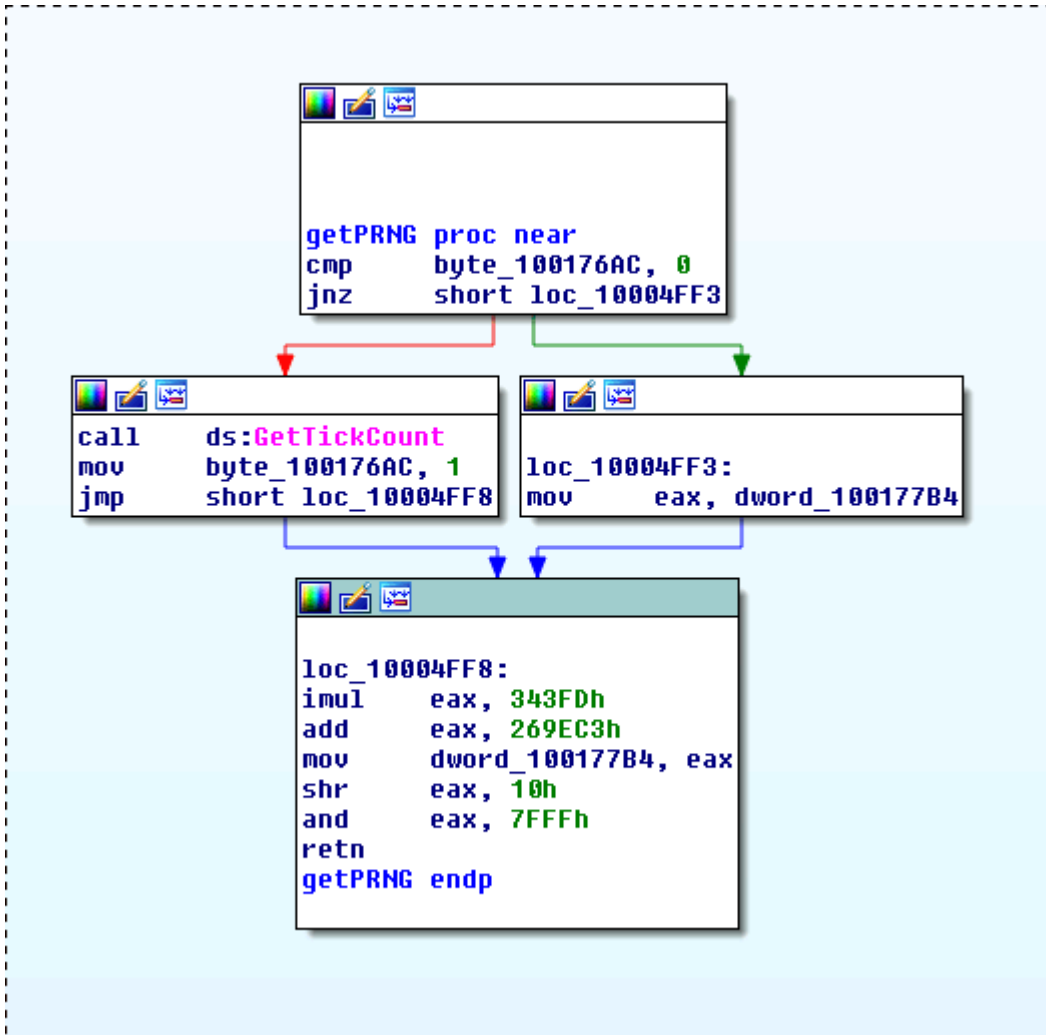 getPRNG proc near
cmp byte_100176AC, 0
jnz short loc_10004FF3
call ds:GetTickCount
mov byte_100176AC, 1
jmp short loc_10004FF8
loc_10004FF3:
mov eax, dword_100177B4
loc_10004FF8:
imul eax, 343FDh
add eax, 269EC3h
mov dword_100177B4, eax
shr eax, 10h
and eax, 7FFFh
retn
getPRNG endp